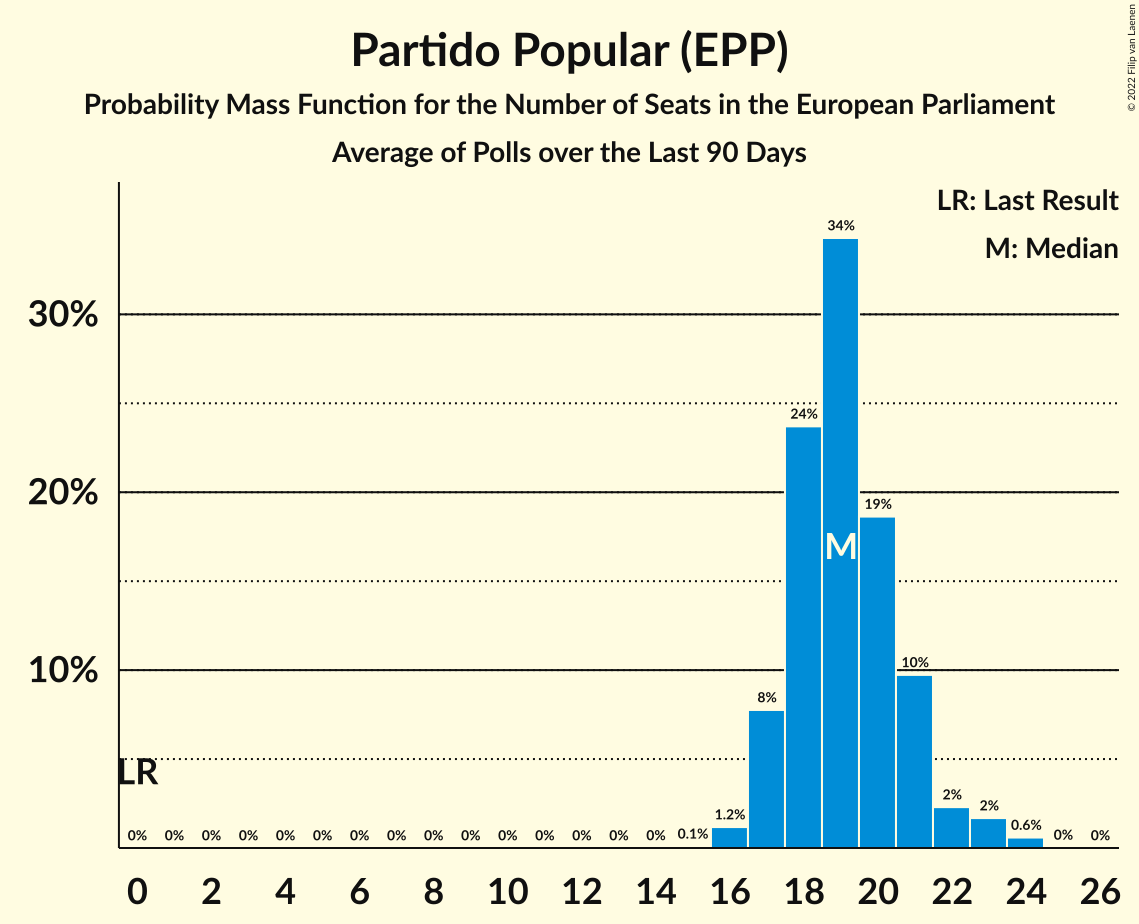 Partido Popular (EPP)
Probability Mass Function for the Number of Seats in the European Parliament
Average of Polls over the Last 90 Days
© 2022 Filip van Laenen
LR: Last Result
M: Median
34%
30%
24%
20%
19%
M
10%
10%
8%
LR
2%
2%
1.2%
0.6%
0% 0% 0% 0% 0% 0% 0% 0% 0% 0% 0% 0% 0% 0% 0% 0.1% 0% 0%
0 2 4 6 8 10 12 14 16 18 20 22 24 26